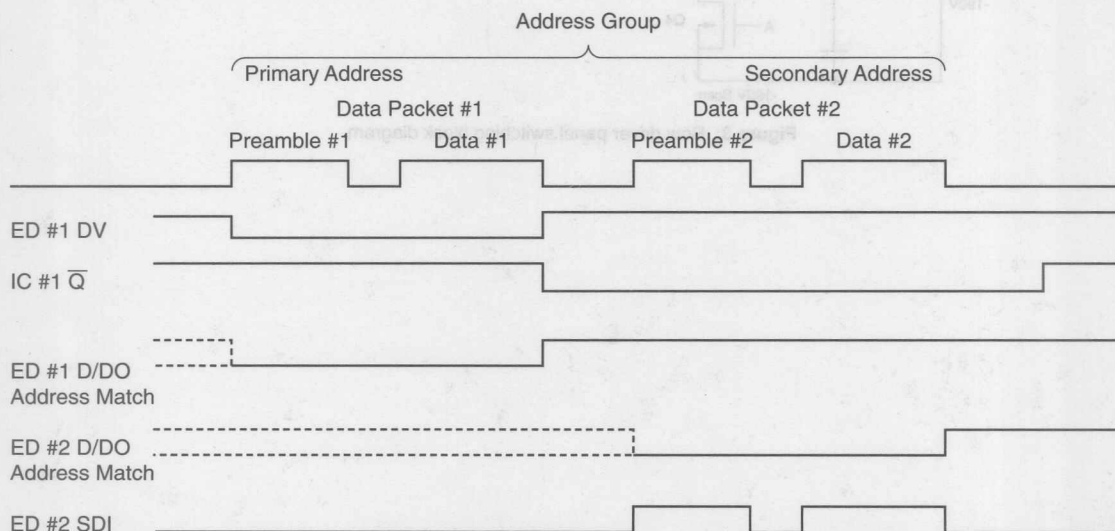 Address Group
Primary Address Secondary Address
Data Packet #1 Data Packet #2
Preamble #1 Data #1 Preamble #2 Data #2
ED #1 DV
IC #1 Q̅
ED #1 D/DO
Address Match
ED #2 D/DO
Address Match
ED #2 SDI